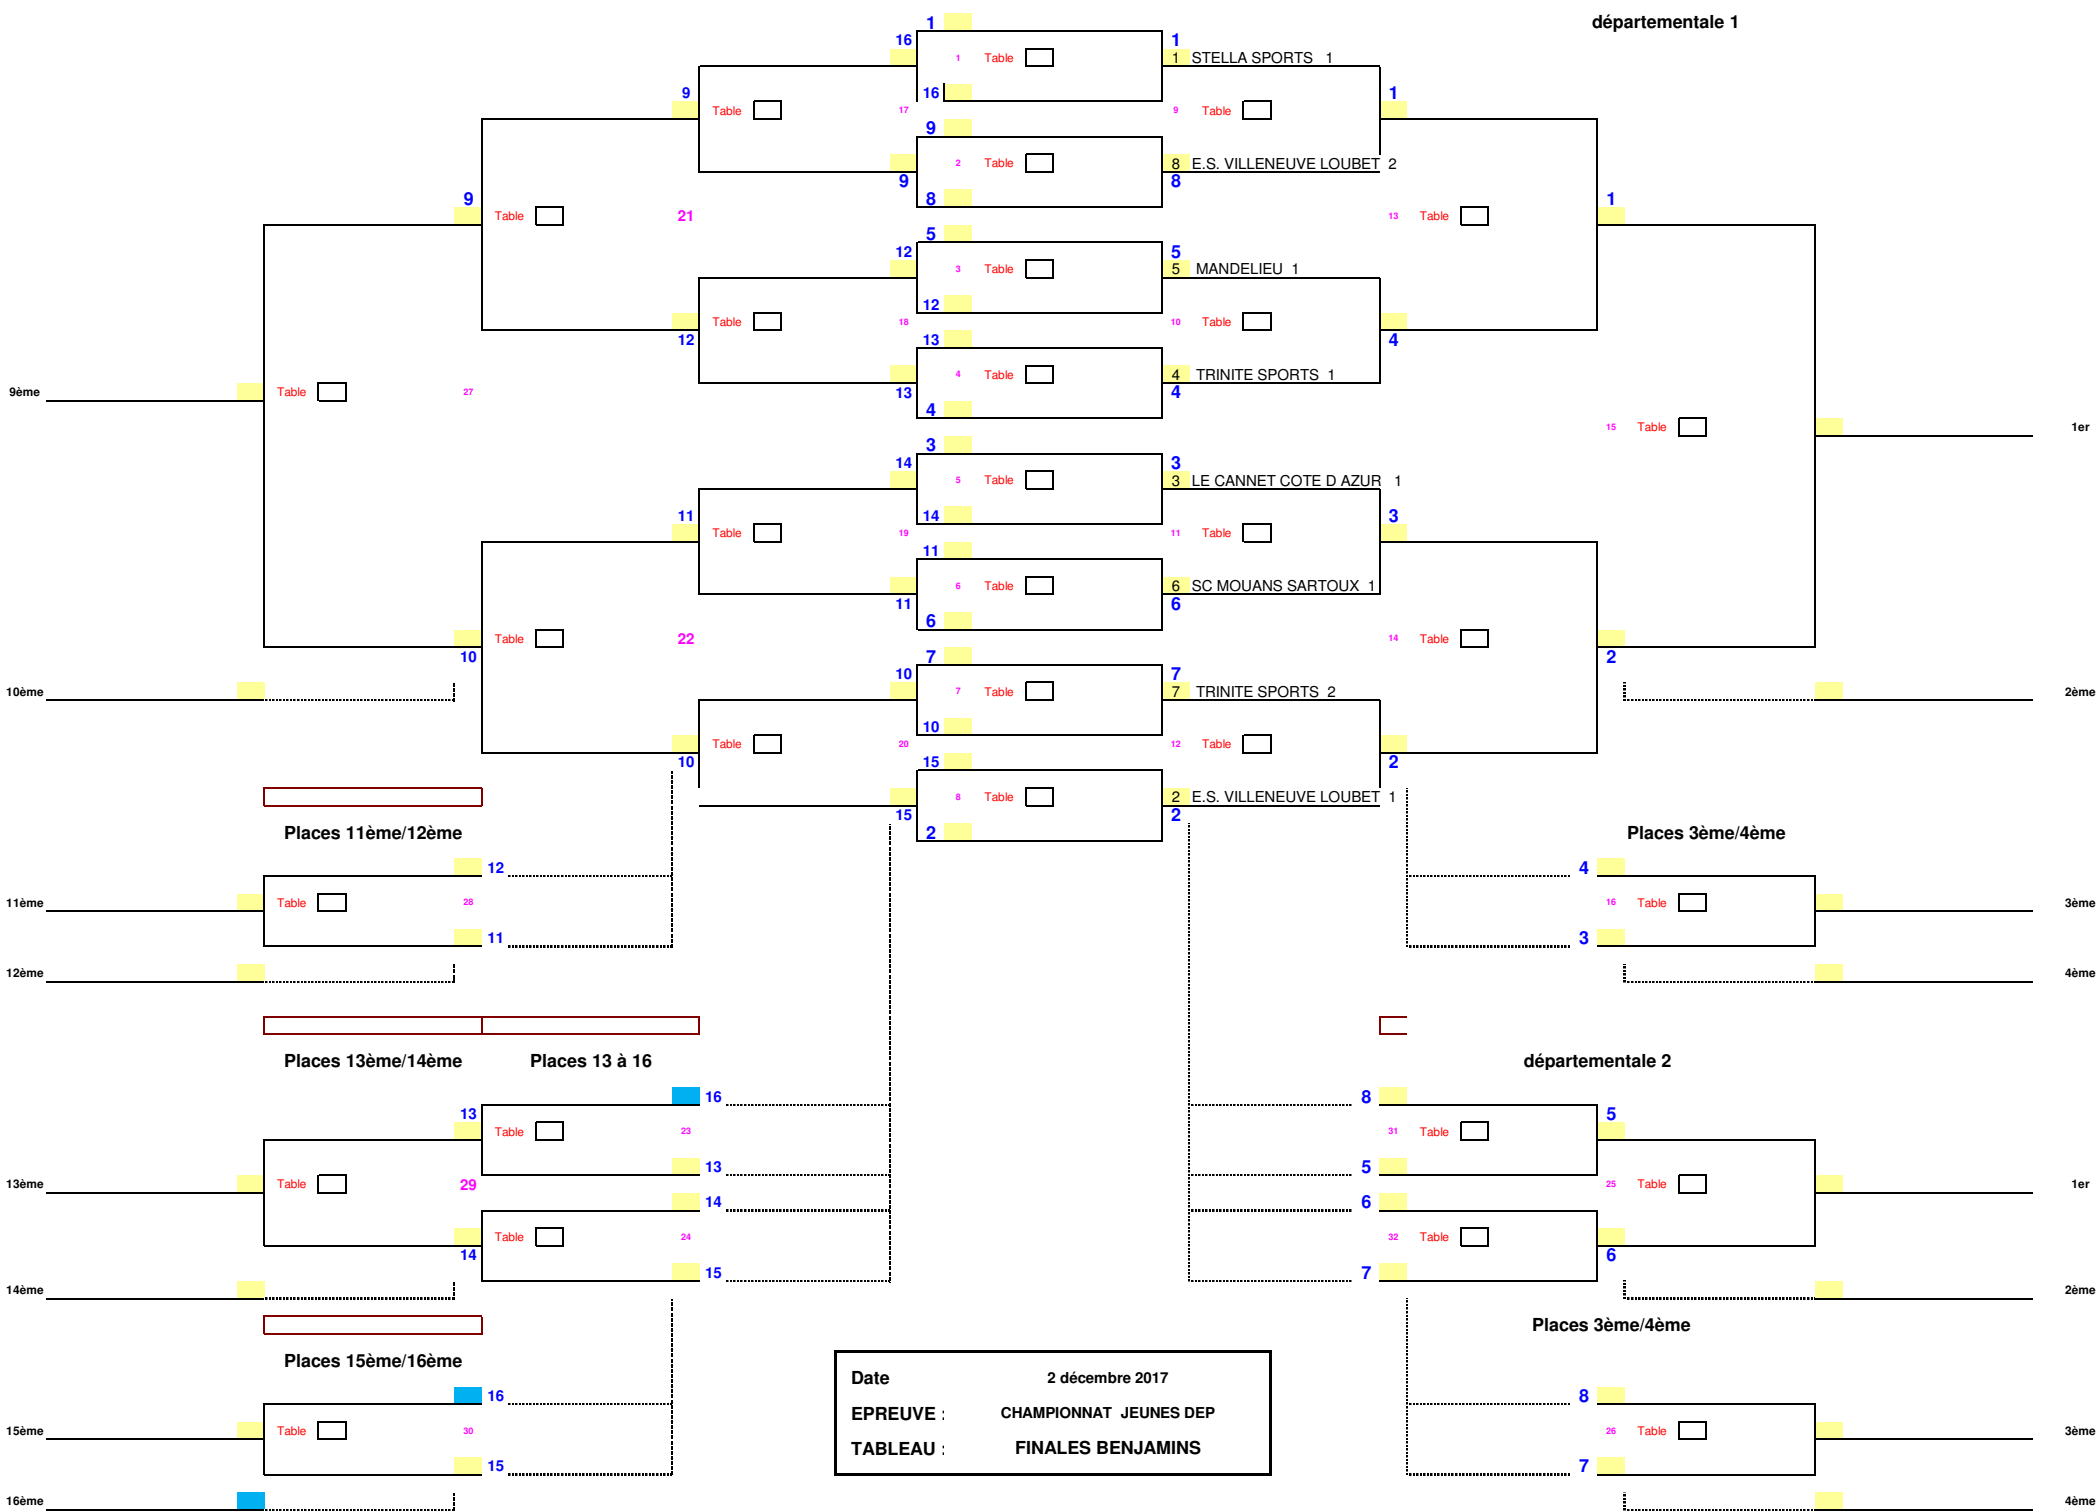 départementale 1
1
16
1 Table
1
1 STELLA SPORTS 1
16
9
Table
17
9 Table
1
9
2 Table
8 E.S. VILLENEUVE LOUBET 2
9
8
8
9
Table
21
13 Table
1
5
12
3 Table
5
5 MANDELIEU 1
12
Table
18
10 Table
12
4
13
4 Table
4 TRINITE SPORTS 1
13
4
4
9ème
Table
27
15 Table
1er
3
14
5 Table
3
3 LE CANNET COTE D AZUR 1
14
11
Table
19
11 Table
3
11
6 Table
6 SC MOUANS SARTOUX 1
11
6
6
Table
22
14 Table
10
2
7
10
7 Table
7
7 TRINITE SPORTS 2
10ème
2ème
10
Table
20
12 Table
10
2
15
8 Table
2 E.S. VILLENEUVE LOUBET 1
15
2
2
Places 11ème/12ème
Places 3ème/4ème
12
4
11ème
Table
28
16 Table
3ème
11
3
12ème
4ème
Places 13ème/14ème
Places 13 à 16
départementale 2
16
8
13
Table
23
31 Table
5
13
5
13ème
Table
29
25 Table
1er
14
6
Table
24
32 Table
14
6
15
7
14ème
2ème
Places 3ème/4ème
Places 15ème/16ème
Date 2 décembre 2017
16
8
EPREUVE : CHAMPIONNAT JEUNES DEP
15ème
Table
30
26 Table
3ème
TABLEAU : FINALES BENJAMINS
15
7
16ème
4ème